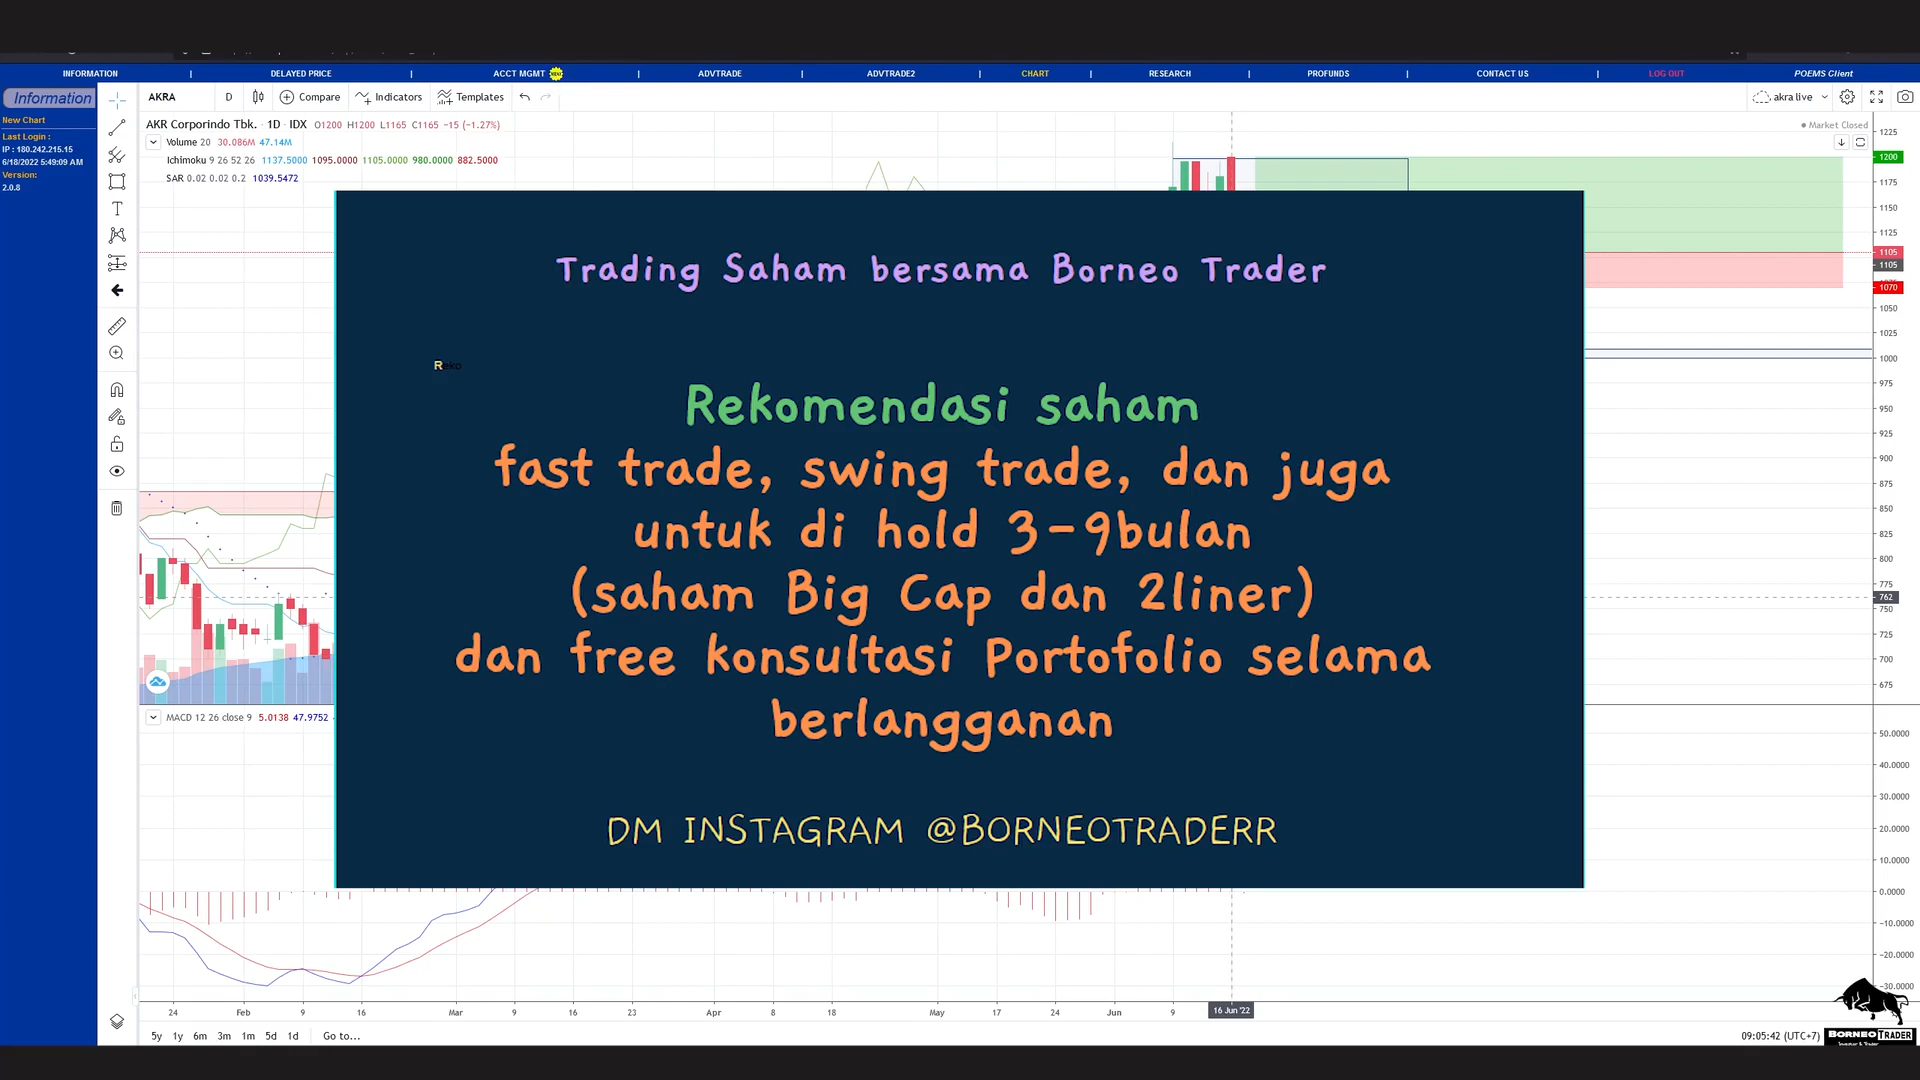 INFORMATION | DELAYED PRICE | ACCT MGMT NEW | ADVTRADE | ADVTRADE2 | CHART | RESEARCH | PROFUNDS | CONTACT US | LOG OUT POEMS Client
Information
New Chart
Last Login :
IP : 180.242.215.15
6/18/2022 5:49:09 AM
Version:
2.0.8
AKRA D Compare Indicators Templates akra live
AKR Corporindo Tbk. · 1D · IDX O1200 H1200 L1165 C1165 −15 (−1.27%)
Market Closed
Volume 20 30.086M 47.14M
Ichimoku 9 26 52 26 1137.5000 1095.0000 1105.0000 980.0000 882.5000
SAR 0.02 0.02 0.2 1039.5472
Trading Saham bersama Borneo Trader
Reko
Rekomendasi saham
fast trade, swing trade, dan juga
untuk di hold 3-9bulan
(saham Big Cap dan 2liner)
dan free konsultasi Portofolio selama
berlangganan
DM INSTAGRAM @BORNEOTRADERR
1225
1200
1175
1150
1125
1105
1105
1070
1050
1025
1000
975
950
925
900
875
850
825
800
775
762
750
725
700
675
MACD 12 26 close 9 5.0138 47.9752
50.0000
40.0000
30.0000
20.0000
10.0000
0.0000
−10.0000
−20.0000
−30.0000
24 Feb 9 16 Mar 9 16 23 Apr 8 18 May 17 24 Jun 9 16 Jun '22
5y 1y 6m 3m 1m 5d 1d Go to... 09:05:42 (UTC+7)
BORNEO TRADER
Investor & Trader